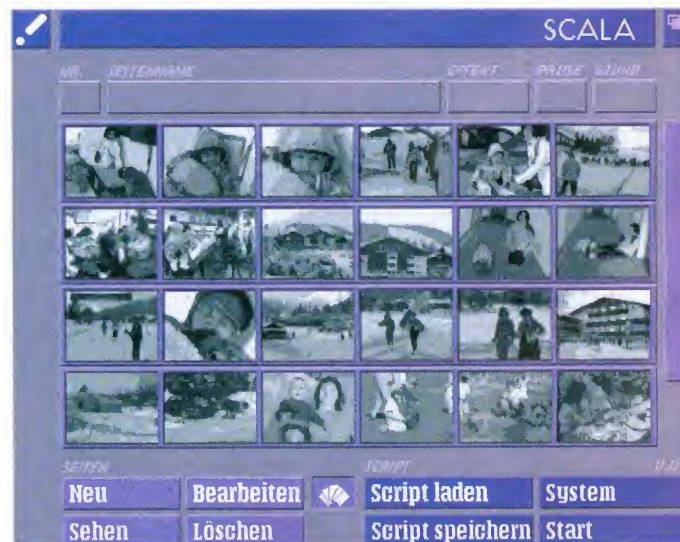 SCALA
NR. SEITENNAME EFFEKT PAUSE SOUND
SEITEN SCRIPT
Neu Bearbeiten Script laden System
Sehen Löschen Script speichern Start